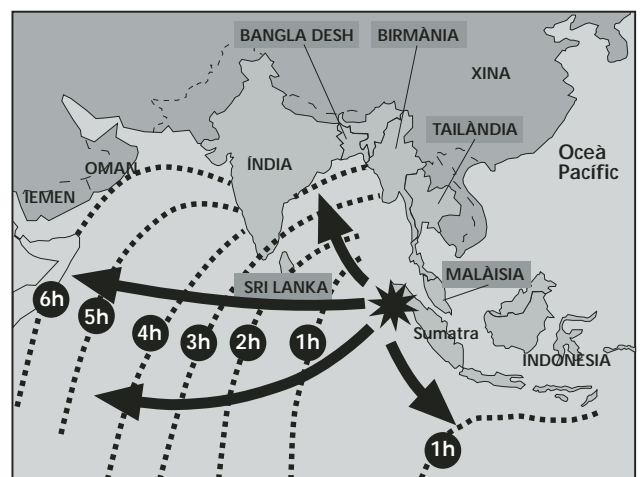 BANGLA DESH
BIRMÀNIA
XINA
TAILÀNDIA
Oceà
Pacífic
OMAN
ÍNDIA
IEMEN
SRI LANKA
MALÀISIA
6h
5h
4h
3h
2h
1h
Sumatra
INDONESIA
1h